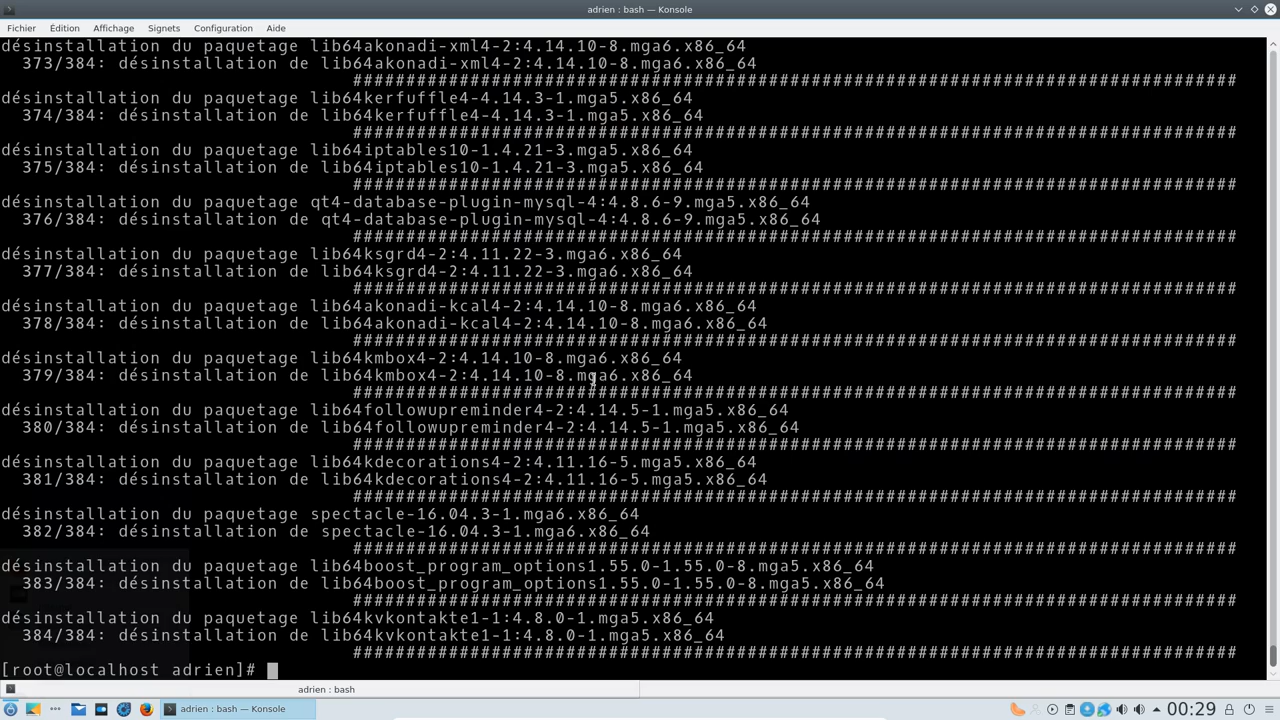 adrien : bash — Konsole
Fichier Édition Affichage Signets Configuration Aide
désinstallation du paquetage lib64akonadi-xml4-2:4.14.10-8.mga6.x86_64
373/384: désinstallation de lib64akonadi-xml4-2:4.14.10-8.mga6.x86_64
###################################################################################
désinstallation du paquetage lib64kerfuffle4-4.14.3-1.mga5.x86_64
374/384: désinstallation de lib64kerfuffle4-4.14.3-1.mga5.x86_64
###################################################################################
désinstallation du paquetage lib64iptables10-1.4.21-3.mga5.x86_64
375/384: désinstallation de lib64iptables10-1.4.21-3.mga5.x86_64
###################################################################################
désinstallation du paquetage qt4-database-plugin-mysql-4:4.8.6-9.mga5.x86_64
376/384: désinstallation de qt4-database-plugin-mysql-4:4.8.6-9.mga5.x86_64
###################################################################################
désinstallation du paquetage lib64ksgrd4-2:4.11.22-3.mga6.x86_64
377/384: désinstallation de lib64ksgrd4-2:4.11.22-3.mga6.x86_64
###################################################################################
désinstallation du paquetage lib64akonadi-kcal4-2:4.14.10-8.mga6.x86_64
378/384: désinstallation de lib64akonadi-kcal4-2:4.14.10-8.mga6.x86_64
###################################################################################
désinstallation du paquetage lib64kmbox4-2:4.14.10-8.mga6.x86_64
379/384: désinstallation de lib64kmbox4-2:4.14.10-8.mga6.x86_64
###################################################################################
désinstallation du paquetage lib64followupreminder4-2:4.14.5-1.mga5.x86_64
380/384: désinstallation de lib64followupreminder4-2:4.14.5-1.mga5.x86_64
###################################################################################
désinstallation du paquetage lib64kdecorations4-2:4.11.16-5.mga5.x86_64
381/384: désinstallation de lib64kdecorations4-2:4.11.16-5.mga5.x86_64
###################################################################################
désinstallation du paquetage spectacle-16.04.3-1.mga6.x86_64
382/384: désinstallation de spectacle-16.04.3-1.mga6.x86_64
###################################################################################
désinstallation du paquetage lib64boost_program_options1.55.0-1.55.0-8.mga5.x86_64
383/384: désinstallation de lib64boost_program_options1.55.0-1.55.0-8.mga5.x86_64
###################################################################################
désinstallation du paquetage lib64kvkontakte1-1:4.8.0-1.mga5.x86_64
384/384: désinstallation de lib64kvkontakte1-1:4.8.0-1.mga5.x86_64
###################################################################################
[root@localhost adrien]#
adrien : bash
adrien : bash — Konsole 00:29